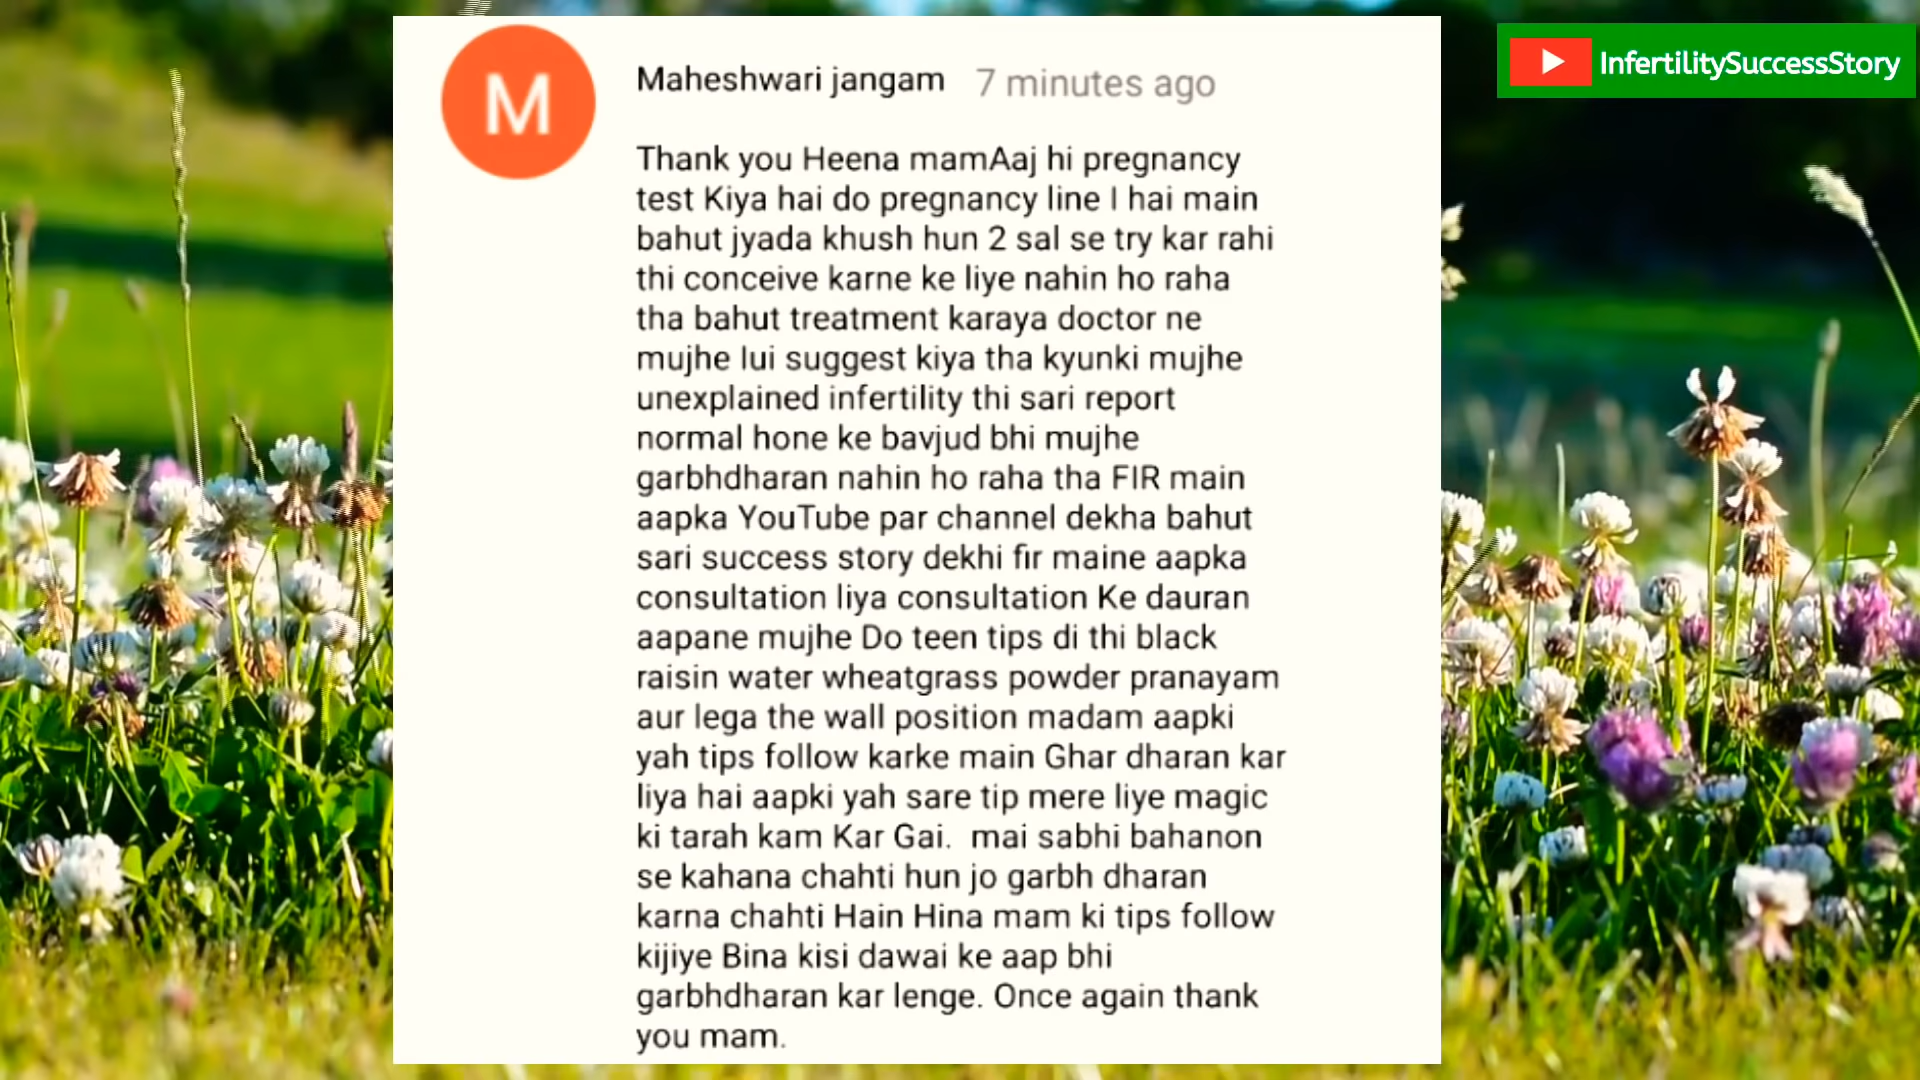 M
Maheshwari jangam 7 minutes ago
InfertilitySuccessStory
Thank you Heena mamAaj hi pregnancy
test Kiya hai do pregnancy line I hai main
bahut jyada khush hun 2 sal se try kar rahi
thi conceive karne ke liye nahin ho raha
tha bahut treatment karaya doctor ne
mujhe Iui suggest kiya tha kyunki mujhe
unexplained infertility thi sari report
normal hone ke bavjud bhi mujhe
garbhdharan nahin ho raha tha FIR main
aapka YouTube par channel dekha bahut
sari success story dekhi fir maine aapka
consultation liya consultation Ke dauran
aapane mujhe Do teen tips di thi black
raisin water wheatgrass powder pranayam
aur lega the wall position madam aapki
yah tips follow karke main Ghar dharan kar
liya hai aapki yah sare tip mere liye magic
ki tarah kam Kar Gai.  mai sabhi bahanon
se kahana chahti hun jo garbh dharan
karna chahti Hain Hina mam ki tips follow
kijiye Bina kisi dawai ke aap bhi
garbhdharan kar lenge. Once again thank
you mam.